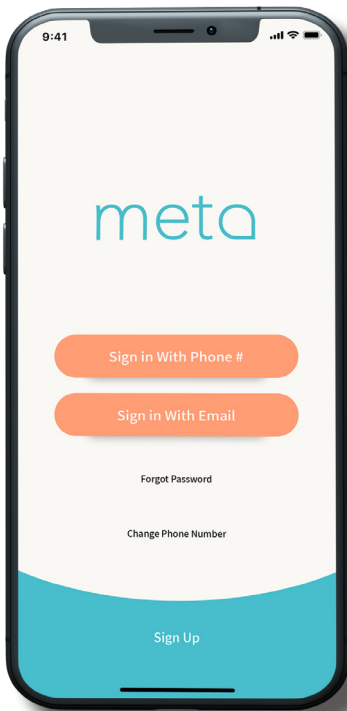 9:41
meta
Sign in With Phone #
Sign in With Email
Forgot Password
Change Phone Number
Sign Up